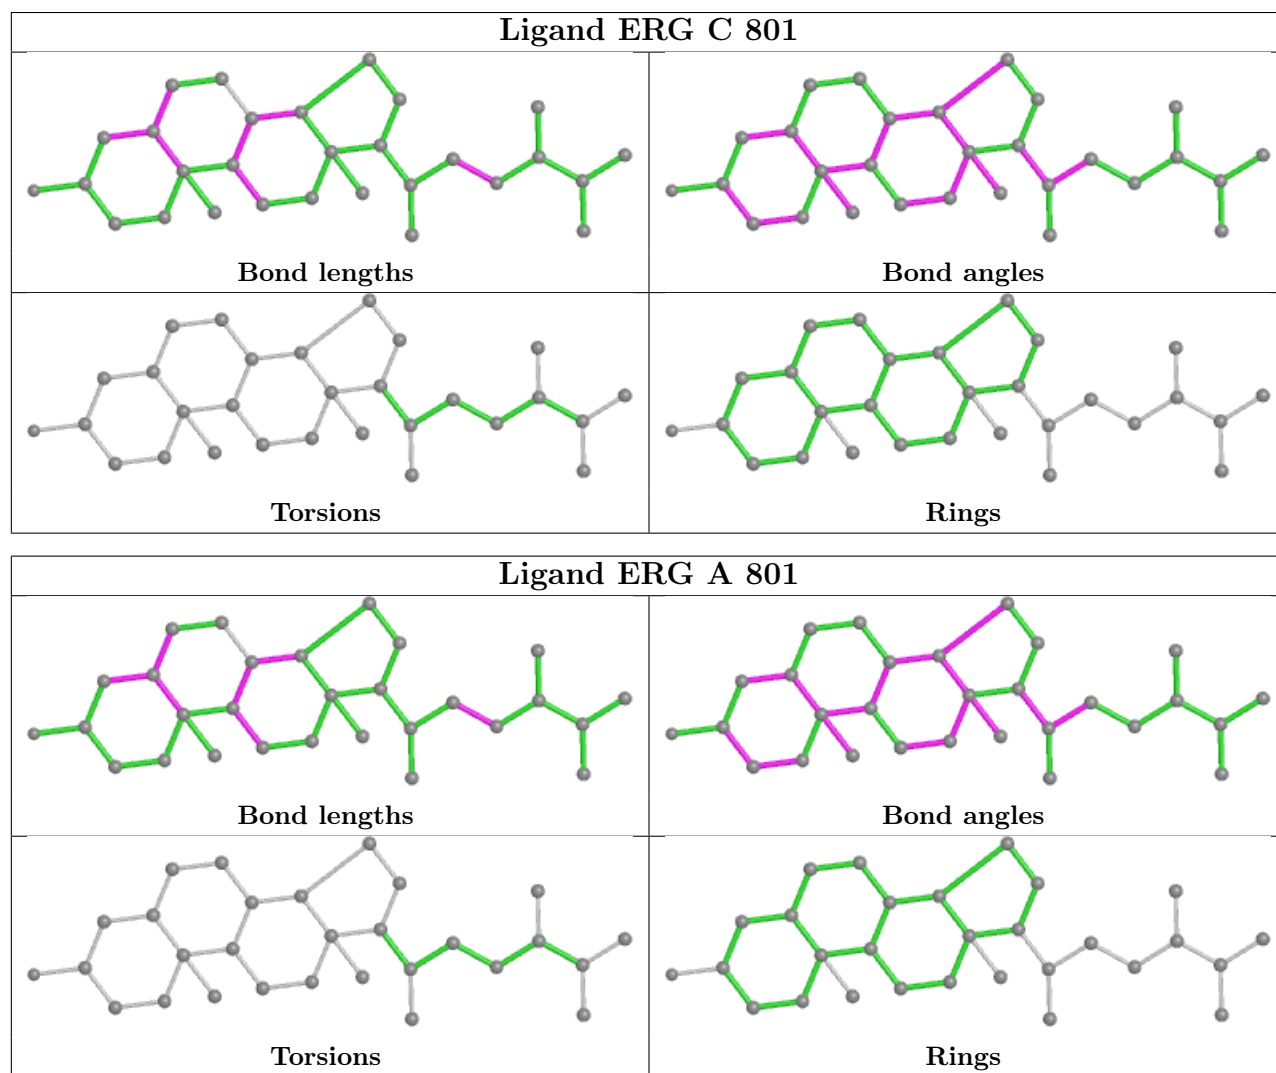 Ligand ERG C 801
Bond lengths
Bond angles
Torsions
Rings
Ligand ERG A 801
Bond lengths
Bond angles
Torsions
Rings